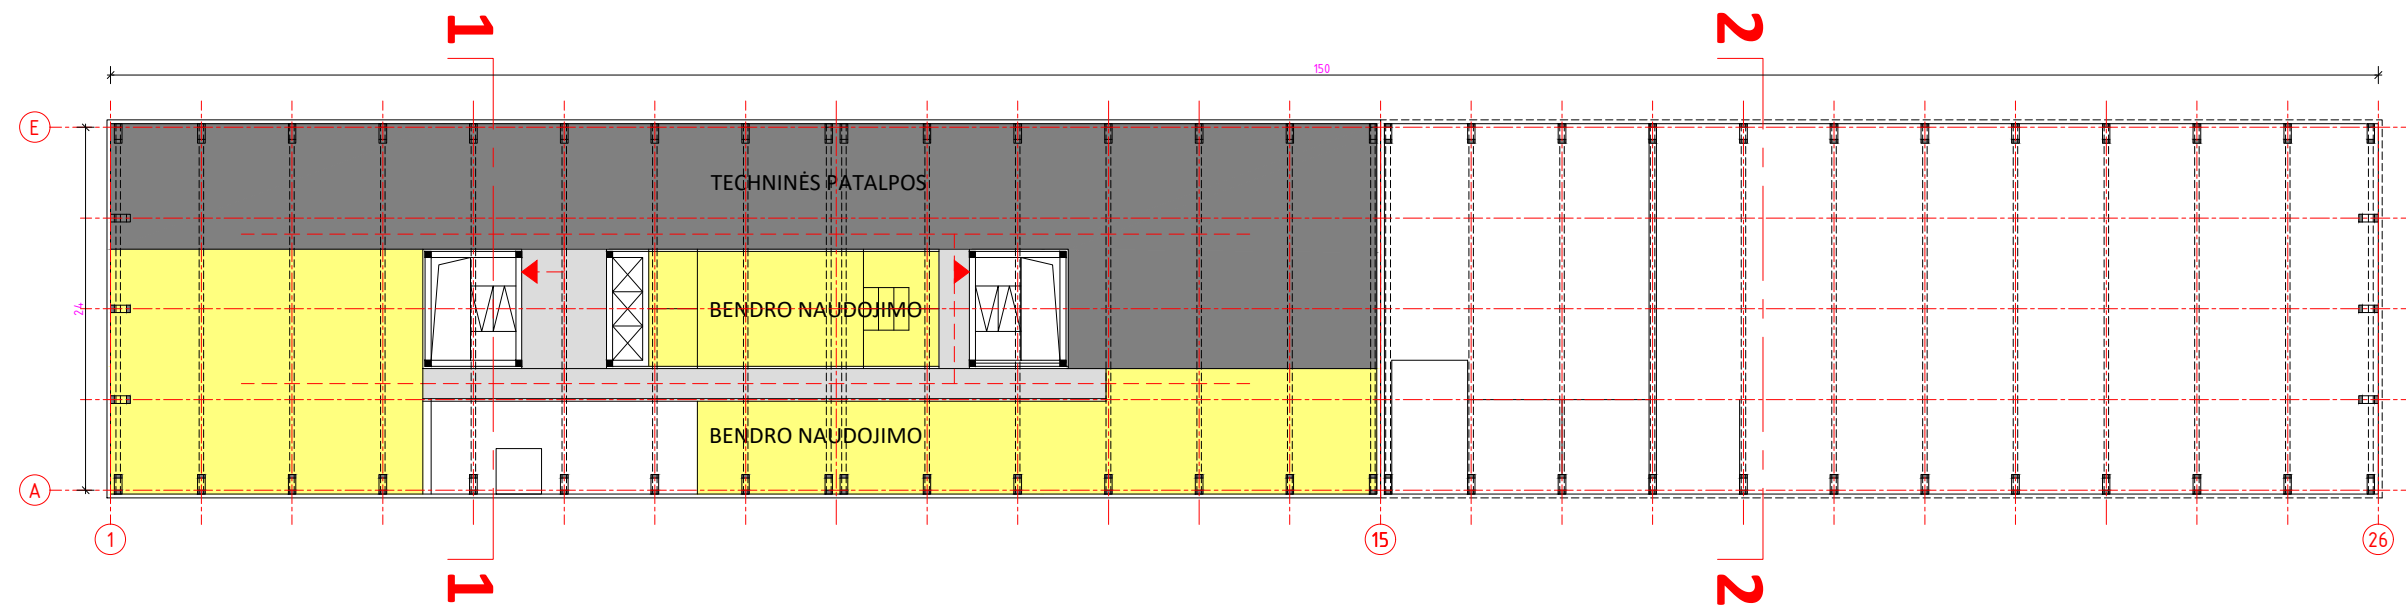 1
2
150
E
TECHNINĖS PATALPOS
24
BENDRO NAUDOJIMO
BENDRO NAUDOJIMO
A
1
15
26
1
2